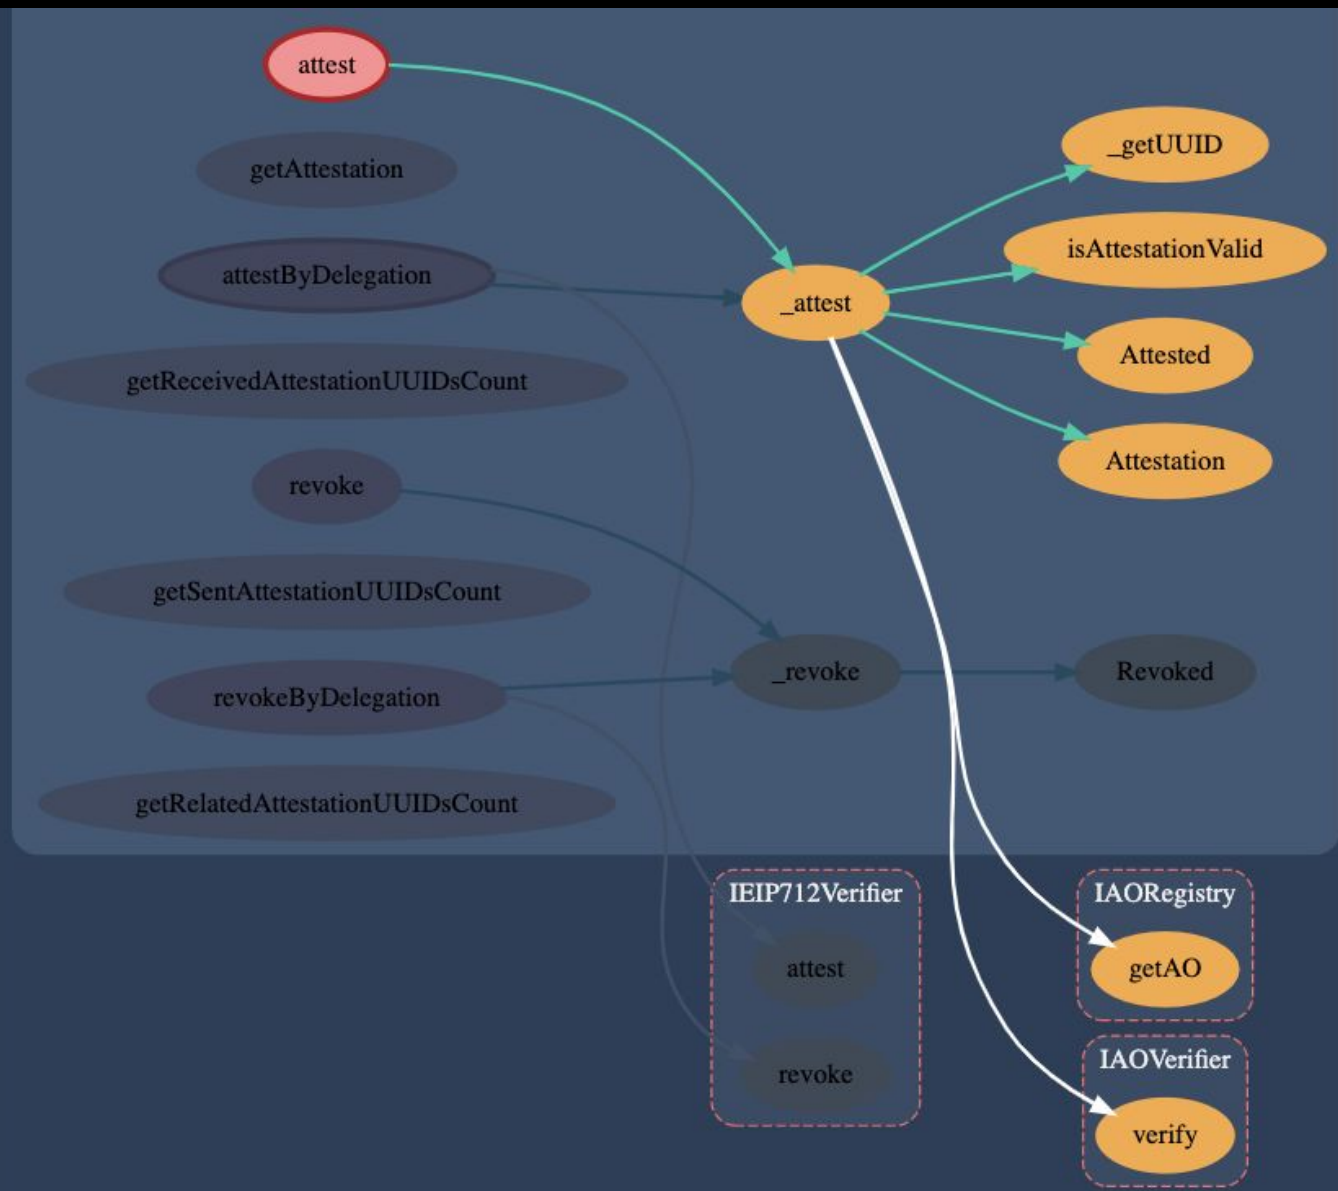 attest
getAttestation
attestByDelegation
getReceivedAttestationUUIDsCount
revoke
getSentAttestationUUIDsCount
revokeByDelegation
getRelatedAttestationUUIDsCount
_attest
_revoke
_getUUID
isAttestationValid
Attested
Attestation
Revoked
IEIP712Verifier
attest
revoke
IAORegistry
getAO
IAOVerifier
verify